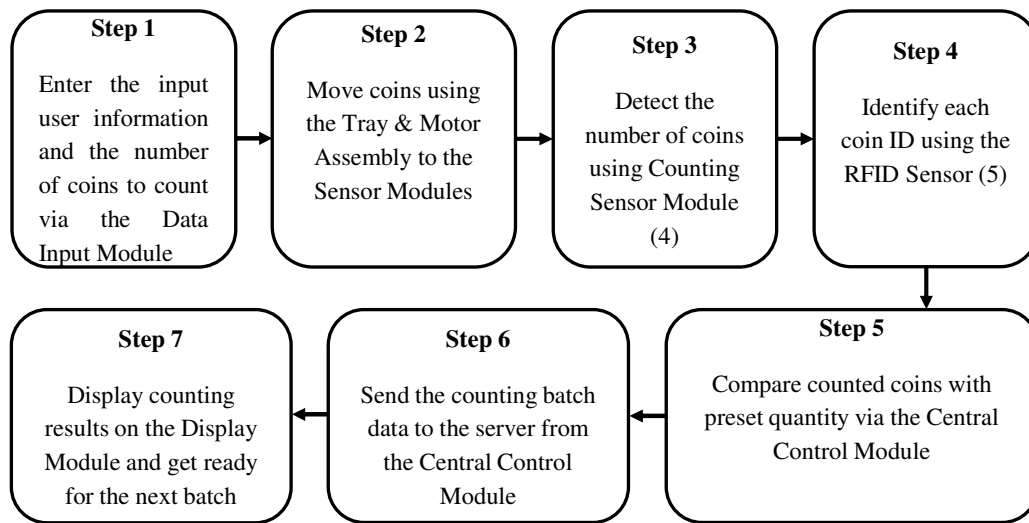 Step 1
Enter the input
user information
and the number
of coins to count
via the Data
Input Module
Step 2
Move coins using
the Tray & Motor
Assembly to the
Sensor Modules
Step 3
Detect the
number of coins
using Counting
Sensor Module
(4)
Step 4
Identify each
coin ID using the
RFID Sensor (5)
Step 5
Compare counted coins with
preset quantity via the Central
Control Module
Step 6
Send the counting batch
data to the server from
the Central Control
Module
Step 7
Display counting
results on the Display
Module and get ready
for the next batch